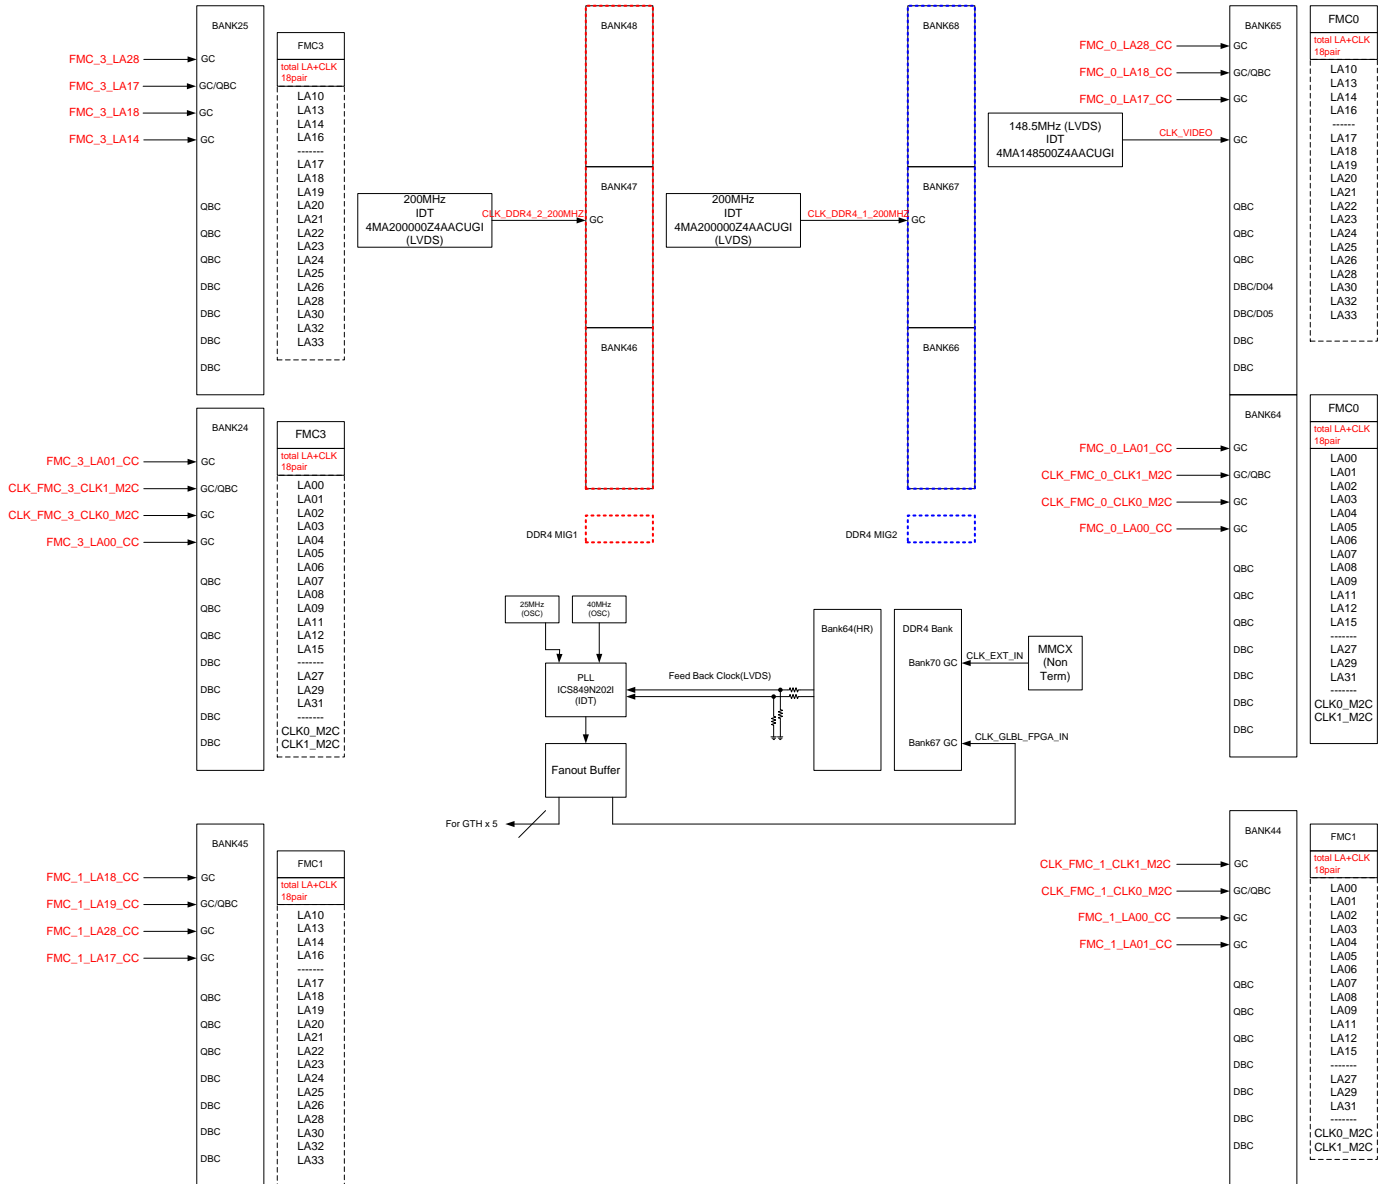 BANK25
FMC_3_LA28
GC
FMC_3_LA17
GC/QBC
FMC_3_LA18
GC
FMC_3_LA14
GC
QBC
QBC
QBC
DBC
DBC
DBC
DBC
FMC3
total LA+CLK
18pair
LA10
LA13
LA14
LA16
-------
LA17
LA18
LA19
LA20
LA21
LA22
LA23
LA24
LA25
LA26
LA28
LA30
LA32
LA33
200MHz
IDT
4MA200000Z4AACUGI
(LVDS)
CLK_DDR4_2_200MHZ
BANK48
BANK47
GC
BANK46
DDR4 MIG1
200MHz
IDT
4MA200000Z4AACUGI
(LVDS)
CLK_DDR4_1_200MHZ
BANK68
BANK67
GC
BANK66
DDR4 MIG2
BANK65
FMC_0_LA28_CC
GC
FMC_0_LA18_CC
GC/QBC
FMC_0_LA17_CC
GC
148.5MHz (LVDS)
IDT
4MA148500Z4AACUGI
CLK_VIDEO
GC
QBC
QBC
QBC
DBC/D04
DBC/D05
DBC
DBC
FMC0
total LA+CLK
18pair
LA10
LA13
LA14
LA16
------
LA17
LA18
LA19
LA20
LA21
LA22
LA23
LA24
LA25
LA26
LA28
LA30
LA32
LA33
BANK24
FMC_3_LA01_CC
GC
CLK_FMC_3_CLK1_M2C
GC/QBC
CLK_FMC_3_CLK0_M2C
GC
FMC_3_LA00_CC
GC
QBC
QBC
QBC
DBC
DBC
DBC
DBC
FMC3
total LA+CLK
18pair
LA00
LA01
LA02
LA03
LA04
LA05
LA06
LA07
LA08
LA09
LA11
LA12
LA15
-------
LA27
LA29
LA31
-------
CLK0_M2C
CLK1_M2C
BANK64
FMC_0_LA01_CC
GC
CLK_FMC_0_CLK1_M2C
GC/QBC
CLK_FMC_0_CLK0_M2C
GC
FMC_0_LA00_CC
GC
QBC
QBC
QBC
DBC
DBC
DBC
DBC
FMC0
total LA+CLK
18pair
LA00
LA01
LA02
LA03
LA04
LA05
LA06
LA07
LA08
LA09
LA11
LA12
LA15
-------
LA27
LA29
LA31
-------
CLK0_M2C
CLK1_M2C
25MHz
(OSC)
40MHz
(OSC)
PLL
ICS849N202I
(IDT)
Feed Back Clock(LVDS)
Bank64(HR)
DDR4 Bank
Bank70 GC
CLK_EXT_IN
MMCX
(Non
Term)
Bank67 GC
CLK_GLBL_FPGA_IN
Fanout Buffer
For GTH x 5
BANK45
FMC_1_LA18_CC
GC
FMC_1_LA19_CC
GC/QBC
FMC_1_LA28_CC
GC
FMC_1_LA17_CC
GC
QBC
QBC
QBC
DBC
DBC
DBC
DBC
FMC1
total LA+CLK
18pair
LA10
LA13
LA14
LA16
-------
LA17
LA18
LA19
LA20
LA21
LA22
LA23
LA24
LA25
LA26
LA28
LA30
LA32
LA33
BANK44
CLK_FMC_1_CLK1_M2C
GC
CLK_FMC_1_CLK0_M2C
GC/QBC
FMC_1_LA00_CC
GC
FMC_1_LA01_CC
GC
QBC
QBC
QBC
DBC
DBC
DBC
DBC
FMC1
total LA+CLK
18pair
LA00
LA01
LA02
LA03
LA04
LA05
LA06
LA07
LA08
LA09
LA11
LA12
LA15
-------
LA27
LA29
LA31
-------
CLK0_M2C
CLK1_M2C